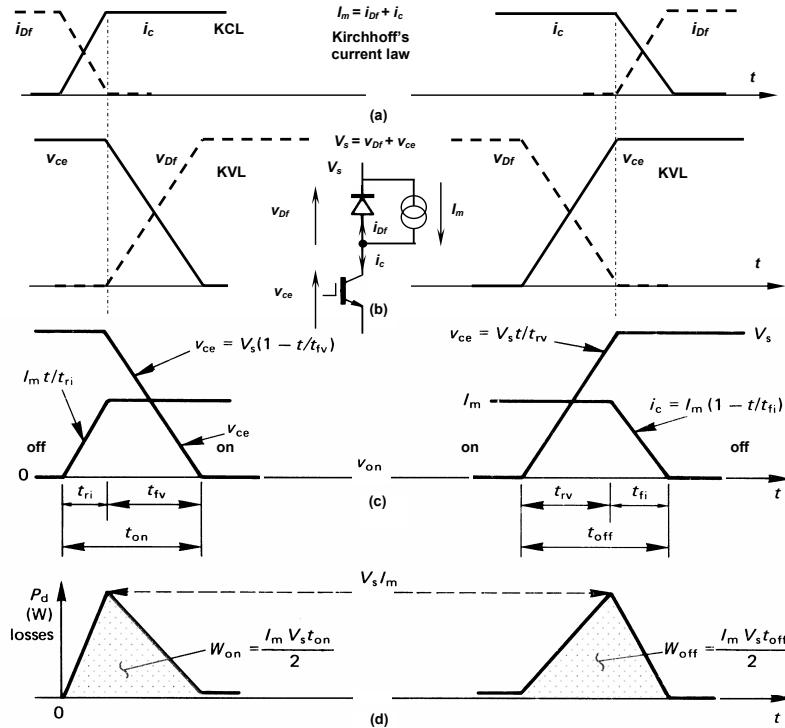 i_Df i_c KCL
I_m = i_Df + i_c
Kirchhoff's
current law
i_c i_Df
t
(a)
v_ce v_Df KVL
V_s = v_Df + v_ce
V_s
v_Df
I_m
i_Df
i_c
v_ce
(b)
v_Df v_ce
t
v_ce = V_s(1 − t/t_fv)
I_m t/t_ri
v_ce
off
on
0
v_on
v_ce = V_s t/t_rv
V_s
I_m
i_c = I_m (1 − t/t_fi)
on
off
t_ri t_fv
t_on
(c)
t_rv t_fi
t_off
t
P_d
(W)
losses
V_s I_m
W_on = I_m V_s t_on / 2
W_off = I_m V_s t_off / 2
0
(d)
t